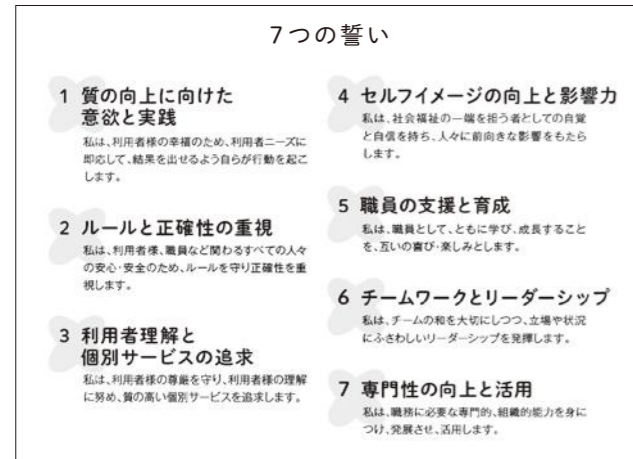 7つの誓い
1 質の向上に向けた
意欲と実践
私は、利用者様の幸福のため、利用者ニーズに
即応して、結果を出せるよう自らが行動を起こ
します。
2 ルールと正確性の重視
私は、利用者様、職員など関わるすべての人々
の安心・安全のため、ルールを守り正確性を重
視します。
3 利用者理解と
個別サービスの追求
私は、利用者様の尊厳を守り、利用者様の理解
に努め、質の高い個別サービスを追求します。
4 セルフイメージの向上と影響力
私は、社会福祉の一端を担う者としての自覚
と自信を持ち、人々に前向きな影響をもたら
します。
5 職員の支援と育成
私は、職員として、ともに学び、成長すること
を、互いの喜び・楽しみとします。
6 チームワークとリーダーシップ
私は、チームの和を大切にしつつ、立場や状況
にふさわしいリーダーシップを発揮します。
7 専門性の向上と活用
私は、職務に必要な専門的、組織的能力を身に
つけ、発展させ、活用します。